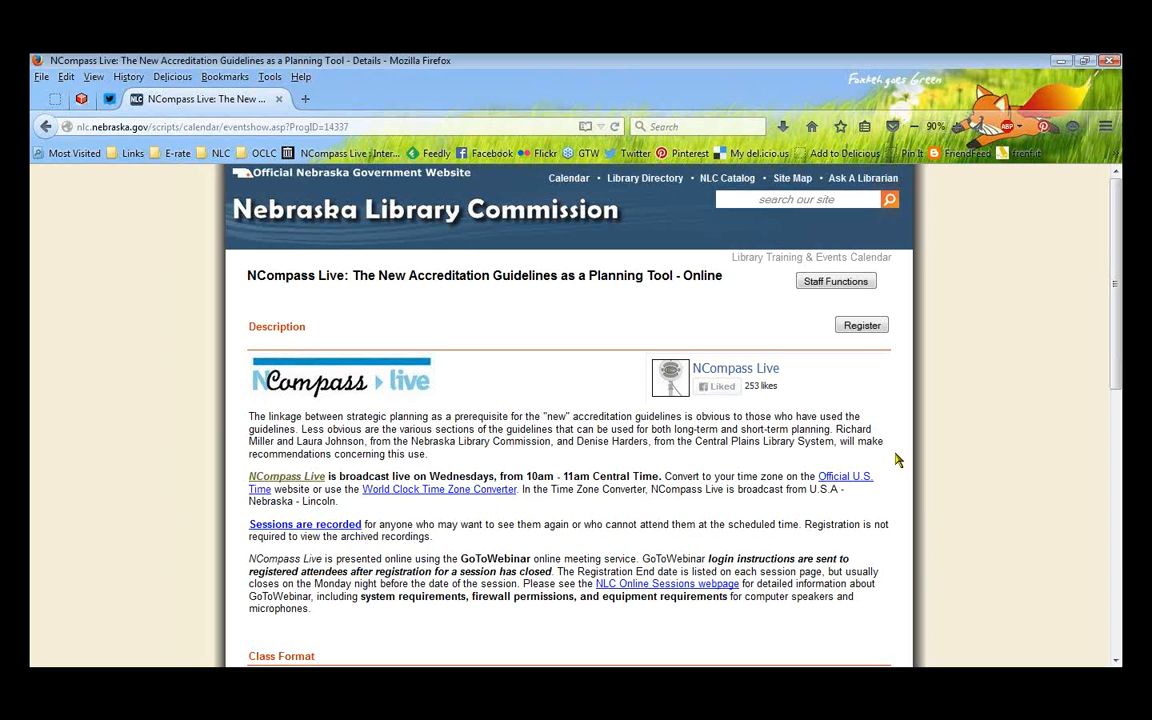 NCompass Live: The New Accreditation Guidelines as a Planning Tool - Details - Mozilla Firefox
File Edit View History Delicious Bookmarks Tools Help
Foxkeh goes Green
NLC NCompass Live: The New ...
nlc.nebraska.gov/scripts/calendar/eventshow.asp?ProgID=14337 Search 90% ABP
Most Visited Links E-rate NLC OCLC NCompass Live : Inter... Feedly Facebook Flickr GTW Twitter Pinterest My del.icio.us Add to Delicious Pin It FriendFeed
Official Nebraska Government Website
Calendar • Library Directory • NLC Catalog • Site Map • Ask A Librarian
Nebraska Library Commission
search our site
Library Training & Events Calendar
NCompass Live: The New Accreditation Guidelines as a Planning Tool - Online
Staff Functions
Description
Register
NCompass live
NCompass Live
Liked 253 likes
The linkage between strategic planning as a prerequisite for the "new" accreditation guidelines is obvious to those who have used the
guidelines. Less obvious are the various sections of the guidelines that can be used for both long-term and short-term planning. Richard
Miller and Laura Johnson, from the Nebraska Library Commission, and Denise Harders, from the Central Plains Library System, will make
recommendations concerning this use.
NCompass Live is broadcast live on Wednesdays, from 10am - 11am Central Time. Convert to your time zone on the Official U.S.
Time website or use the World Clock Time Zone Converter. In the Time Zone Converter, NCompass Live is broadcast from U.S.A -
Nebraska - Lincoln.
Sessions are recorded for anyone who may want to see them again or who cannot attend them at the scheduled time. Registration is not
required to view the archived recordings.
NCompass Live is presented online using the GoToWebinar online meeting service. GoToWebinar login instructions are sent to
registered attendees after registration for a session has closed. The Registration End date is listed on each session page, but usually
closes on the Monday night before the date of the session. Please see the NLC Online Sessions webpage for detailed information about
GoToWebinar, including system requirements, firewall permissions, and equipment requirements for computer speakers and
microphones.
Class Format